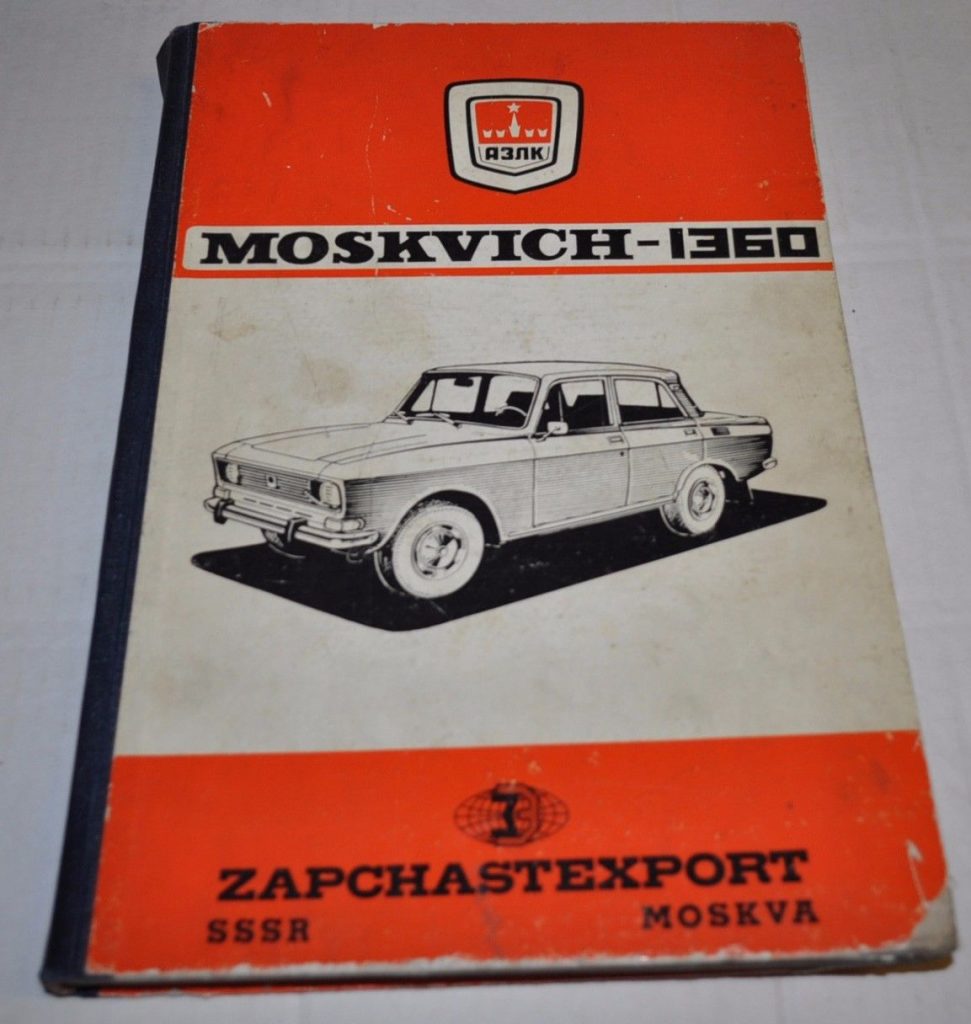 АЗЛК
MOSKVICH-1360
ZAPCHASTEXPORT
SSSR MOSKVA